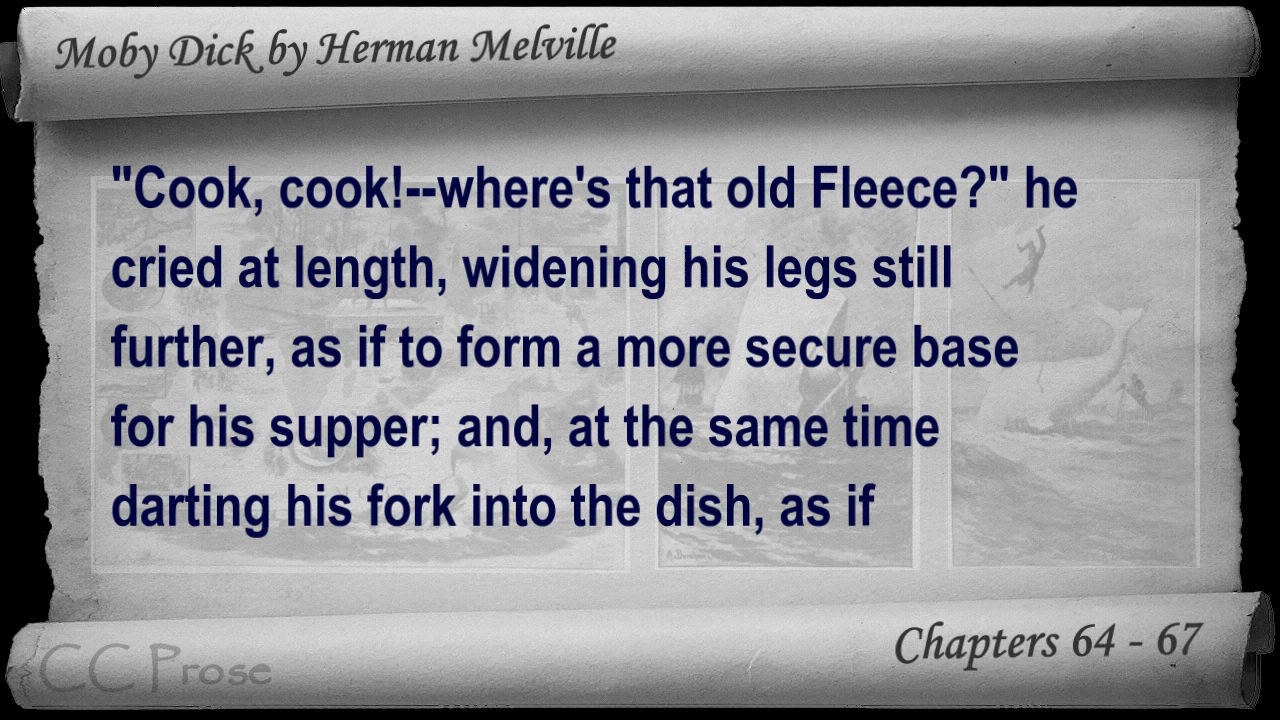 Moby Dick by Herman Melville
"Cook, cook!--where's that old Fleece?" he
cried at length, widening his legs still
further, as if to form a more secure base
for his supper; and, at the same time
darting his fork into the dish, as if
Chapters 64 - 67
CC Prose